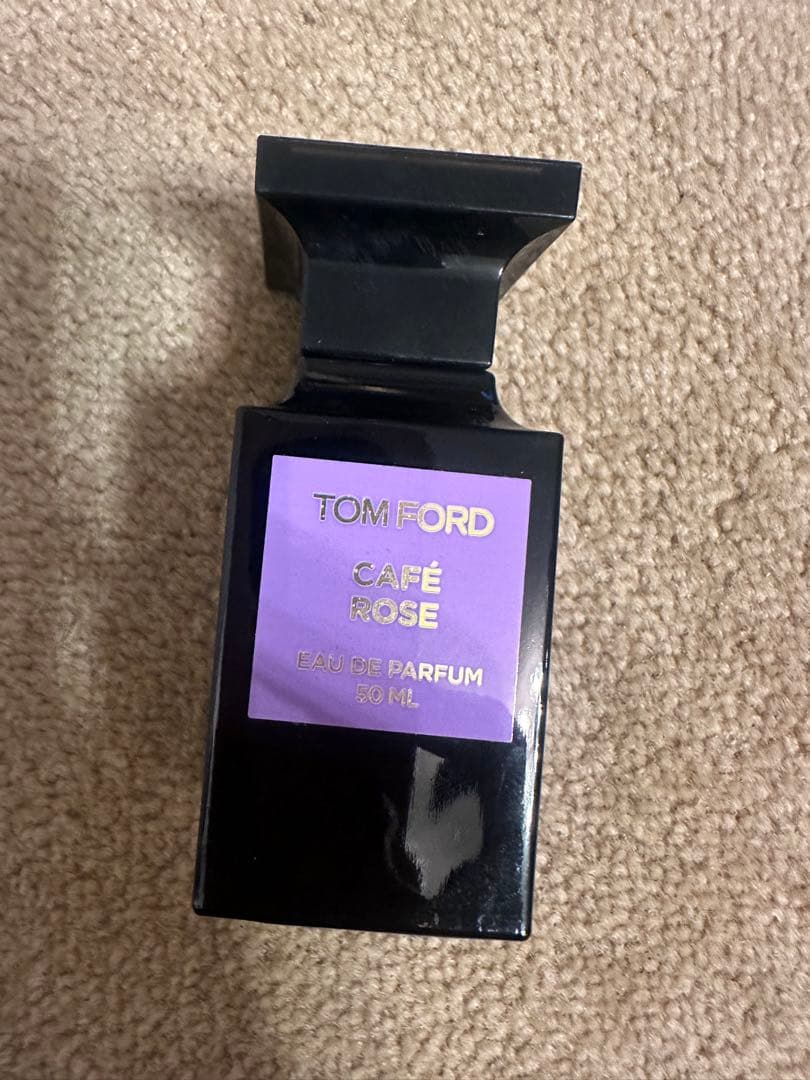 TOM FORD
CAFÉ
ROSE
EAU DE PARFUM
50 ML